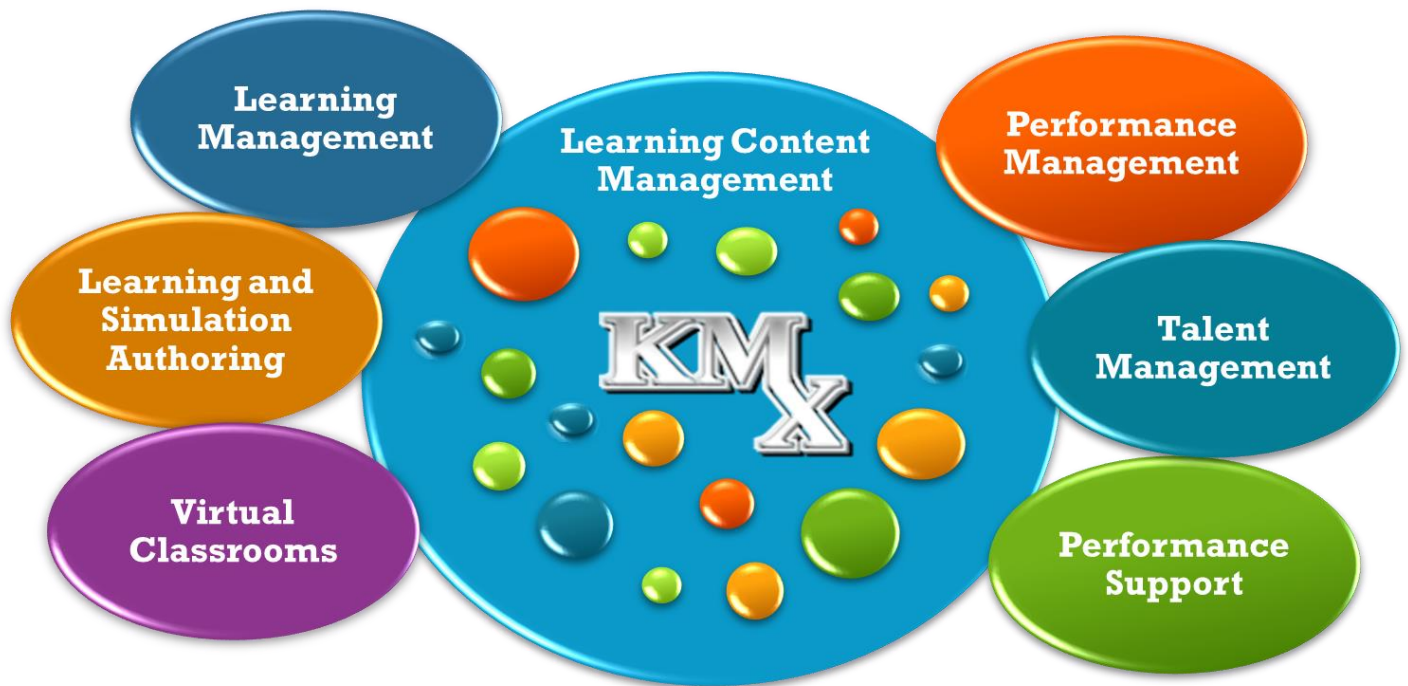 Learning
Management
Learning and
Simulation
Authoring
Virtual
Classrooms
Learning Content
Management
KMX
Performance
Management
Talent
Management
Performance
Support